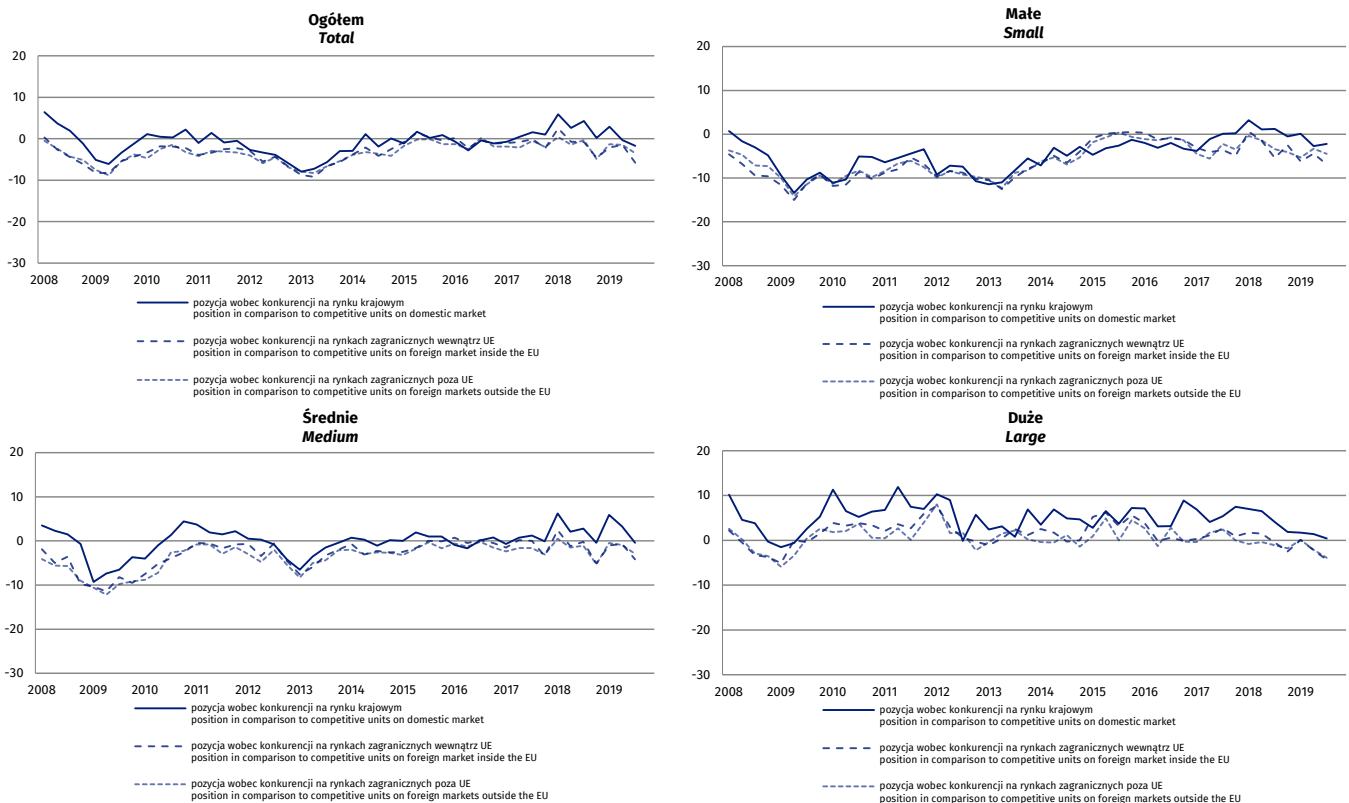 Ogółem
Total
20
10
0
-10
-20
-30
2008 2009 2010 2011 2012 2013 2014 2015 2016 2017 2018 2019
pozycja wobec konkurencji na rynku krajowym
position in comparison to competitive units on domestic market
pozycja wobec konkurencji na rynkach zagranicznych wewnątrz UE
position in comparison to competitive units on foreign market inside the EU
pozycja wobec konkurencji na rynkach zagranicznych poza UE
position in comparison to competitive units on foreign markets outside the EU
Małe
Small
20
10
0
-10
-20
-30
2008 2009 2010 2011 2012 2013 2014 2015 2016 2017 2018 2019
pozycja wobec konkurencji na rynku krajowym
position in comparison to competitive units on domestic market
pozycja wobec konkurencji na rynkach zagranicznych wewnątrz UE
position in comparison to competitive units on foreign market inside the EU
pozycja wobec konkurencji na rynkach zagranicznych poza UE
position in comparison to competitive units on foreign markets outside the EU
Średnie
Medium
20
10
0
-10
-20
-30
2008 2009 2010 2011 2012 2013 2014 2015 2016 2017 2018 2019
pozycja wobec konkurencji na rynku krajowym
position in comparison to competitive units on domestic market
pozycja wobec konkurencji na rynkach zagranicznych wewnątrz UE
position in comparison to competitive units on foreign market inside the EU
pozycja wobec konkurencji na rynkach zagranicznych poza UE
position in comparison to competitive units on foreign markets outside the EU
Duże
Large
20
10
0
-10
-20
-30
2008 2009 2010 2011 2012 2013 2014 2015 2016 2017 2018 2019
pozycja wobec konkurencji na rynku krajowym
position in comparison to competitive units on domestic market
pozycja wobec konkurencji na rynkach zagranicznych wewnątrz UE
position in comparison to competitive units on foreign market inside the EU
pozycja wobec konkurencji na rynkach zagranicznych poza UE
position in comparison to competitive units on foreign markets outside the EU